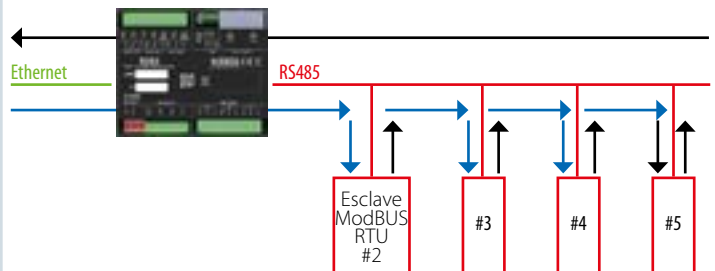 Ethernet
RS485
Esclave
ModBUS
RTU
#2
#3
#4
#5